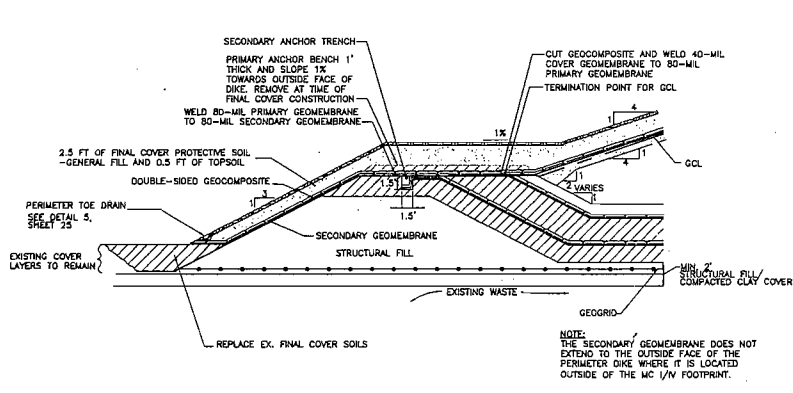 SECONDARY ANCHOR TRENCH
PRIMARY ANCHOR BENCH 1'
THICK AND SLOPE 1%
TOWARDS OUTSIDE FACE OF
DIKE. REMOVE AT TIME OF
FINAL COVER CONSTRUCTION
WELD 80-MIL PRIMARY GEOMEMBRANE
TO 80-MIL SECONDARY GEOMEMBRANE
CUT GEOCOMPOSITE AND WELD 40-MIL
COVER GEOMEMBRANE TO 80-MIL
PRIMARY GEOMEMBRANE
TERMINATION POINT FOR GCL
1%
4
1
2.5 FT OF FINAL COVER PROTECTIVE SOIL
-GENERAL FILL AND 0.5 FT OF TOPSOIL
DOUBLE-SIDED GEOCOMPOSITE
1.5'
1.5'
3
1
1
4
GCL
1
2
VARIES
1
PERIMETER TOE DRAIN
SEE DETAIL 5,
SHEET 25
SECONDARY GEOMEMBRANE
STRUCTURAL FILL
EXISTING COVER
LAYERS TO REMAIN
MIN. 2'
STRUCTURAL FILL/
COMPACTED CLAY COVER
EXISTING WASTE
GEOGRID
REPLACE EX. FINAL COVER SOILS
NOTE:
THE SECONDARY GEOMEMBRANE DOES NOT
EXTEND TO THE OUTSIDE FACE OF THE
PERIMETER DIKE WHERE IT IS LOCATED
OUTSIDE OF THE MC I/IV FOOTPRINT.